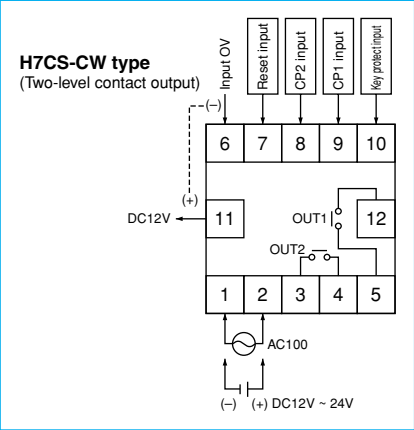 H7CS-CW type
(Two-level contact output)
Input OV
Reset input
CP2 input
CP1 input
Key protect input
(−)
6 7 8 9 10
(+)
DC12V
11
OUT1
12
OUT2
1 2 3 4 5
AC100
(−) (+) DC12V ~ 24V